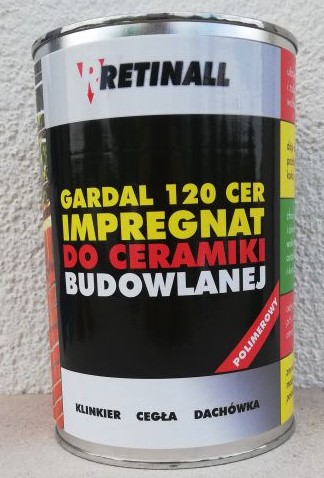 RETINALL
GARDAL 120 CER
IMPREGNAT
DO CERAMIKI
BUDOWLANEJ
POLIMEROWY
KLINKIER CEGŁA DACHÓWKA